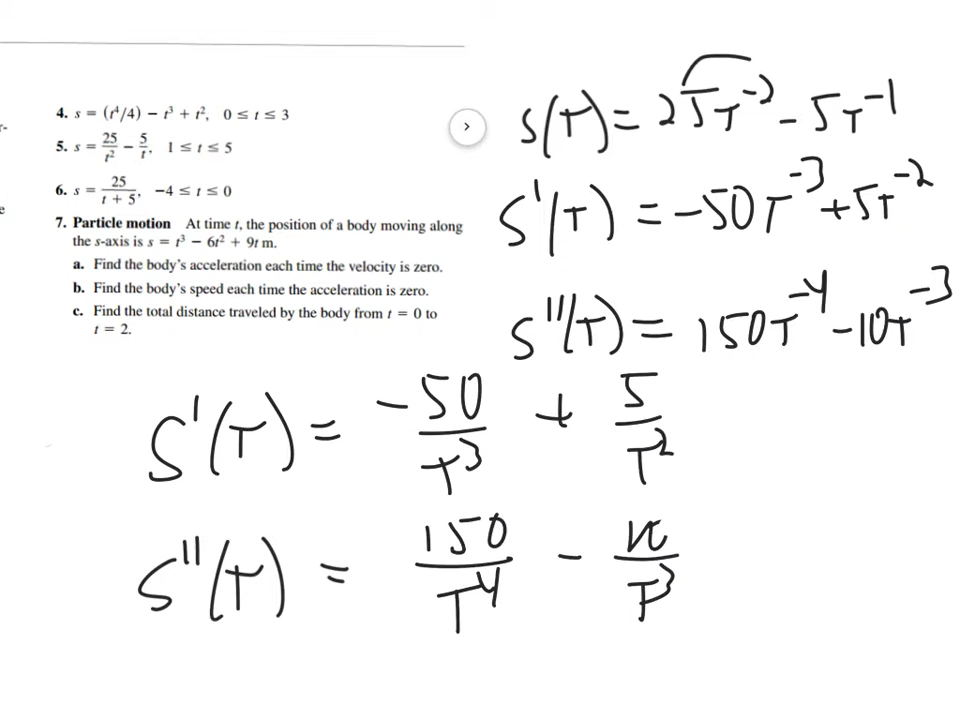 4. s = (t⁴/4) − t³ + t², 0 ≤ t ≤ 3
5. s = 25/t² − 5/t, 1 ≤ t ≤ 5
6. s = 25/(t + 5), −4 ≤ t ≤ 0
7. Particle motion At time t, the position of a body moving along
the s-axis is s = t³ − 6t² + 9t m.
a. Find the body's acceleration each time the velocity is zero.
b. Find the body's speed each time the acceleration is zero.
c. Find the total distance traveled by the body from t = 0 to
t = 2.
S(T) = 25T⁻² − 5T⁻¹
S'(T) = −50T⁻³ + 5T⁻²
S''(T) = 150T⁻⁴ − 10T⁻³
S'(T) = −50/T³ + 5/T²
S''(T) = 150/T⁴ − 10/T³